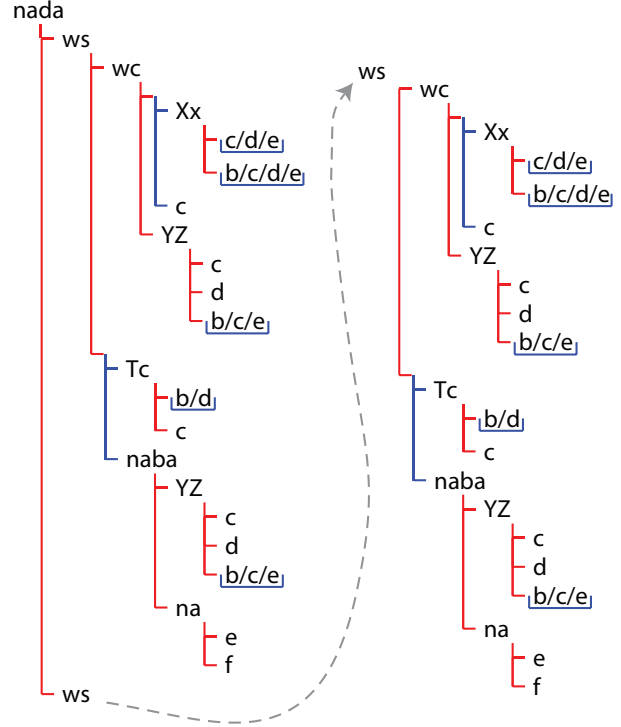 nada
ws
wc
Xx
c/d/e
b/c/d/e
c
YZ
c
d
b/c/e
Tc
b/d
c
naba
YZ
c
d
b/c/e
na
e
f
ws
ws
wc
Xx
c/d/e
b/c/d/e
c
YZ
c
d
b/c/e
Tc
b/d
c
naba
YZ
c
d
b/c/e
na
e
f